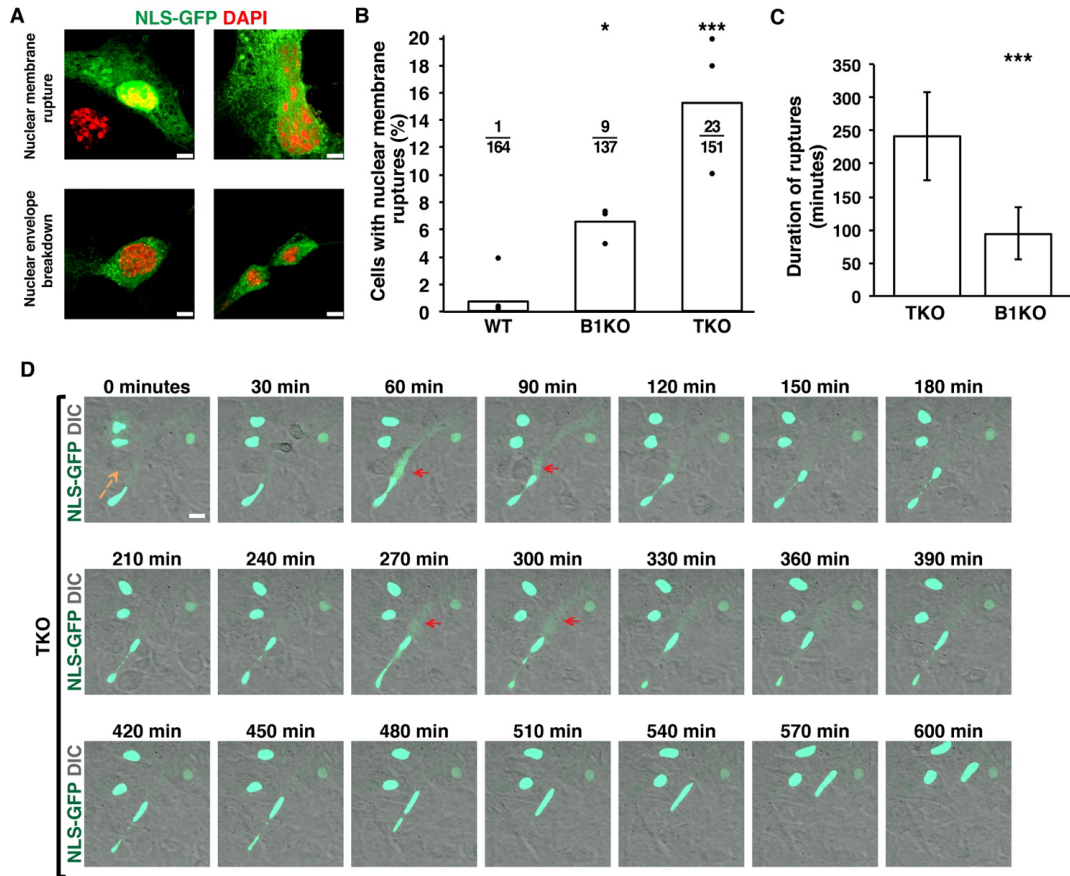 A
NLS-GFP DAPI
Nuclear membrane
rupture
Nuclear envelope
breakdown
B
Cells with nuclear membrane
ruptures (%)
20
18
16
14
12
10
8
6
4
2
0
*
***
1
164
9
137
23
151
WT
B1KO
TKO
C
Duration of ruptures
(minutes)
350
300
250
200
150
100
50
0
***
TKO
B1KO
D
TKO
NLS-GFP DIC
0 minutes
30 min
60 min
90 min
120 min
150 min
180 min
NLS-GFP DIC
210 min
240 min
270 min
300 min
330 min
360 min
390 min
NLS-GFP DIC
420 min
450 min
480 min
510 min
540 min
570 min
600 min